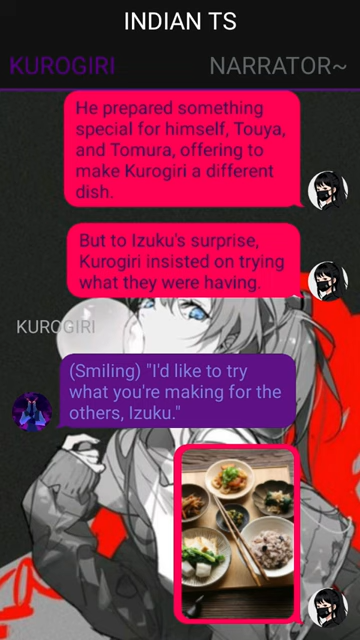 INDIAN TS
KUROGIRI
NARRATOR~
He prepared something
special for himself, Touya,
and Tomura, offering to
make Kurogiri a different
dish.
But to Izuku's surprise,
Kurogiri insisted on trying
what they were having.
KUROGIRI
(Smiling) "I'd like to try
what you're making for the
others, Izuku."